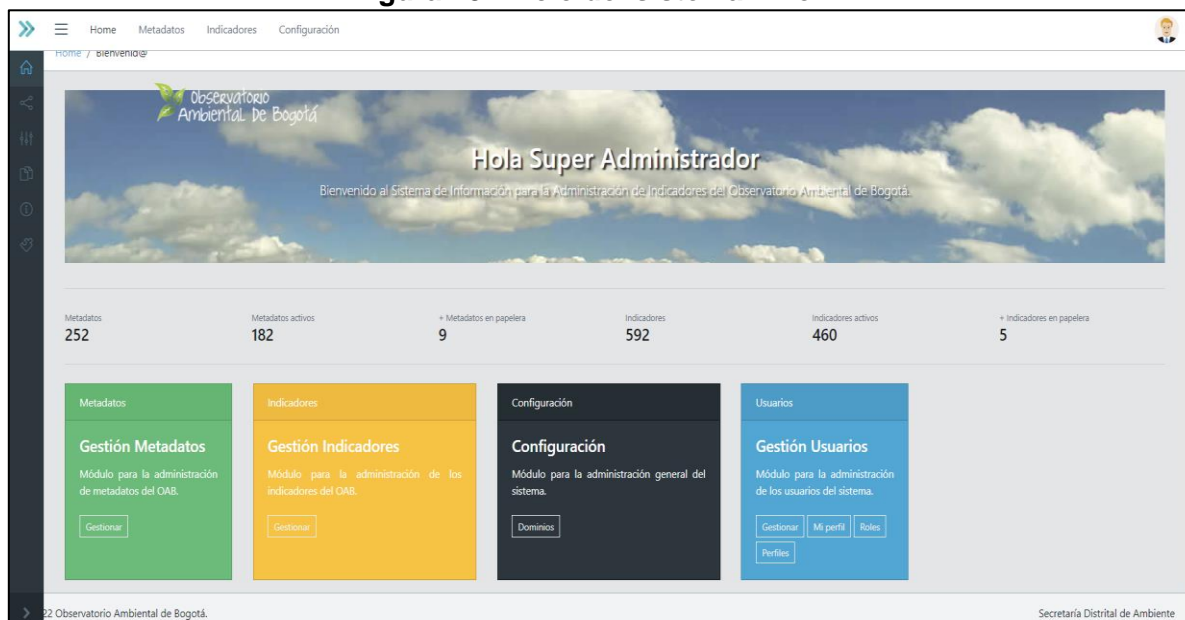 Home Metadatos Indicadores Configuración
Home / Bienvenid@
Observatorio
Ambiental De Bogotá
Hola Super Administrador
Bienvenido al Sistema de Información para la Administración de Indicadores del Observatorio Ambiental de Bogotá.
Metadatos
252
Metadatos activos
182
+ Metadatos en papelera
9
Indicadores
592
Indicadores activos
460
+ Indicadores en papelera
5
Metadatos
Gestión Metadatos
Módulo para la administración
de metadatos del OAB.
Gestionar
Indicadores
Gestión Indicadores
Módulo para la administración de los
indicadores del OAB.
Gestionar
Configuración
Configuración
Módulo para la administración general del
sistema.
Dominios
Usuarios
Gestión Usuarios
Módulo para la administración
de los usuarios del sistema.
Gestionar Mi perfil Roles
Perfiles
22 Observatorio Ambiental de Bogotá.
Secretaría Distrital de Ambiente